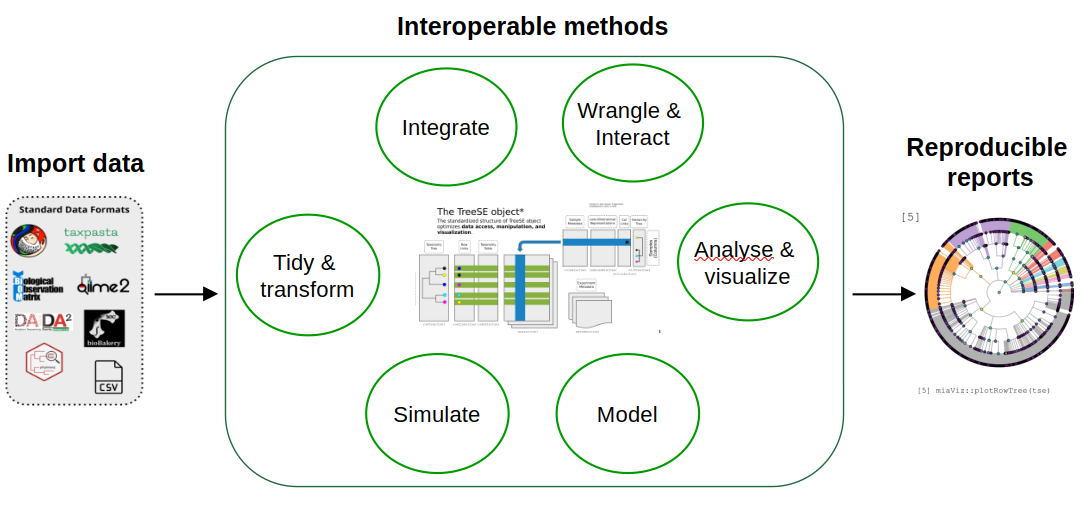 Interoperable methods
Import data
Standard Data Formats
taxpasta
Biological
Observation
Matrix
qiime2
DADA2
bioBakery
phyloseq
CSV
Integrate
Wrangle &
Interact
Tidy &
transform
The TreeSE object*
The standardized structure of TreeSE object
optimizes data access, manipulation, and
visualization.
Analyse &
visualize
Simulate
Model
Reproducible
reports
[5]
[5] miaViz::plotRowTree(tse)